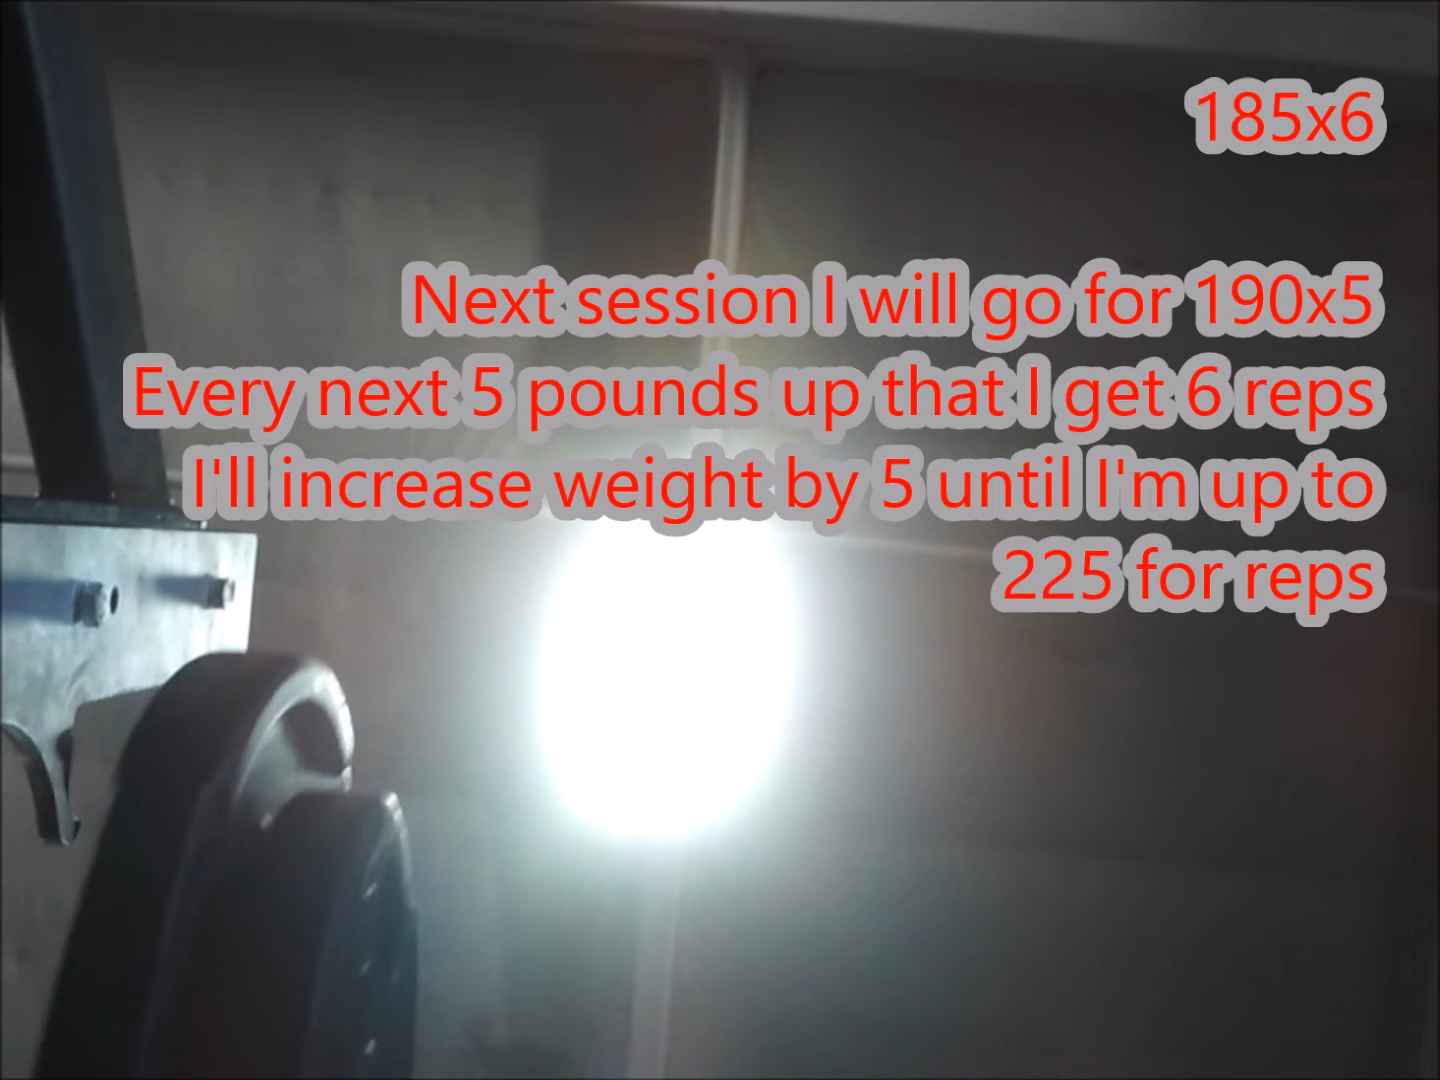 185x6
Next session I will go for 190x5
Every next 5 pounds up that I get 6 reps
I'll increase weight by 5 until I'm up to
225 for reps